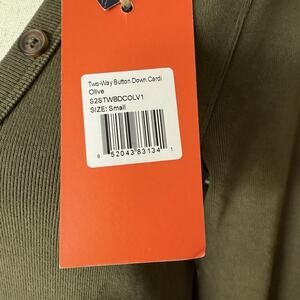 Two-Way Button Down Cardi
Olive
S2STWBDCOLV1
SIZE: Small
8 52043 83134 1